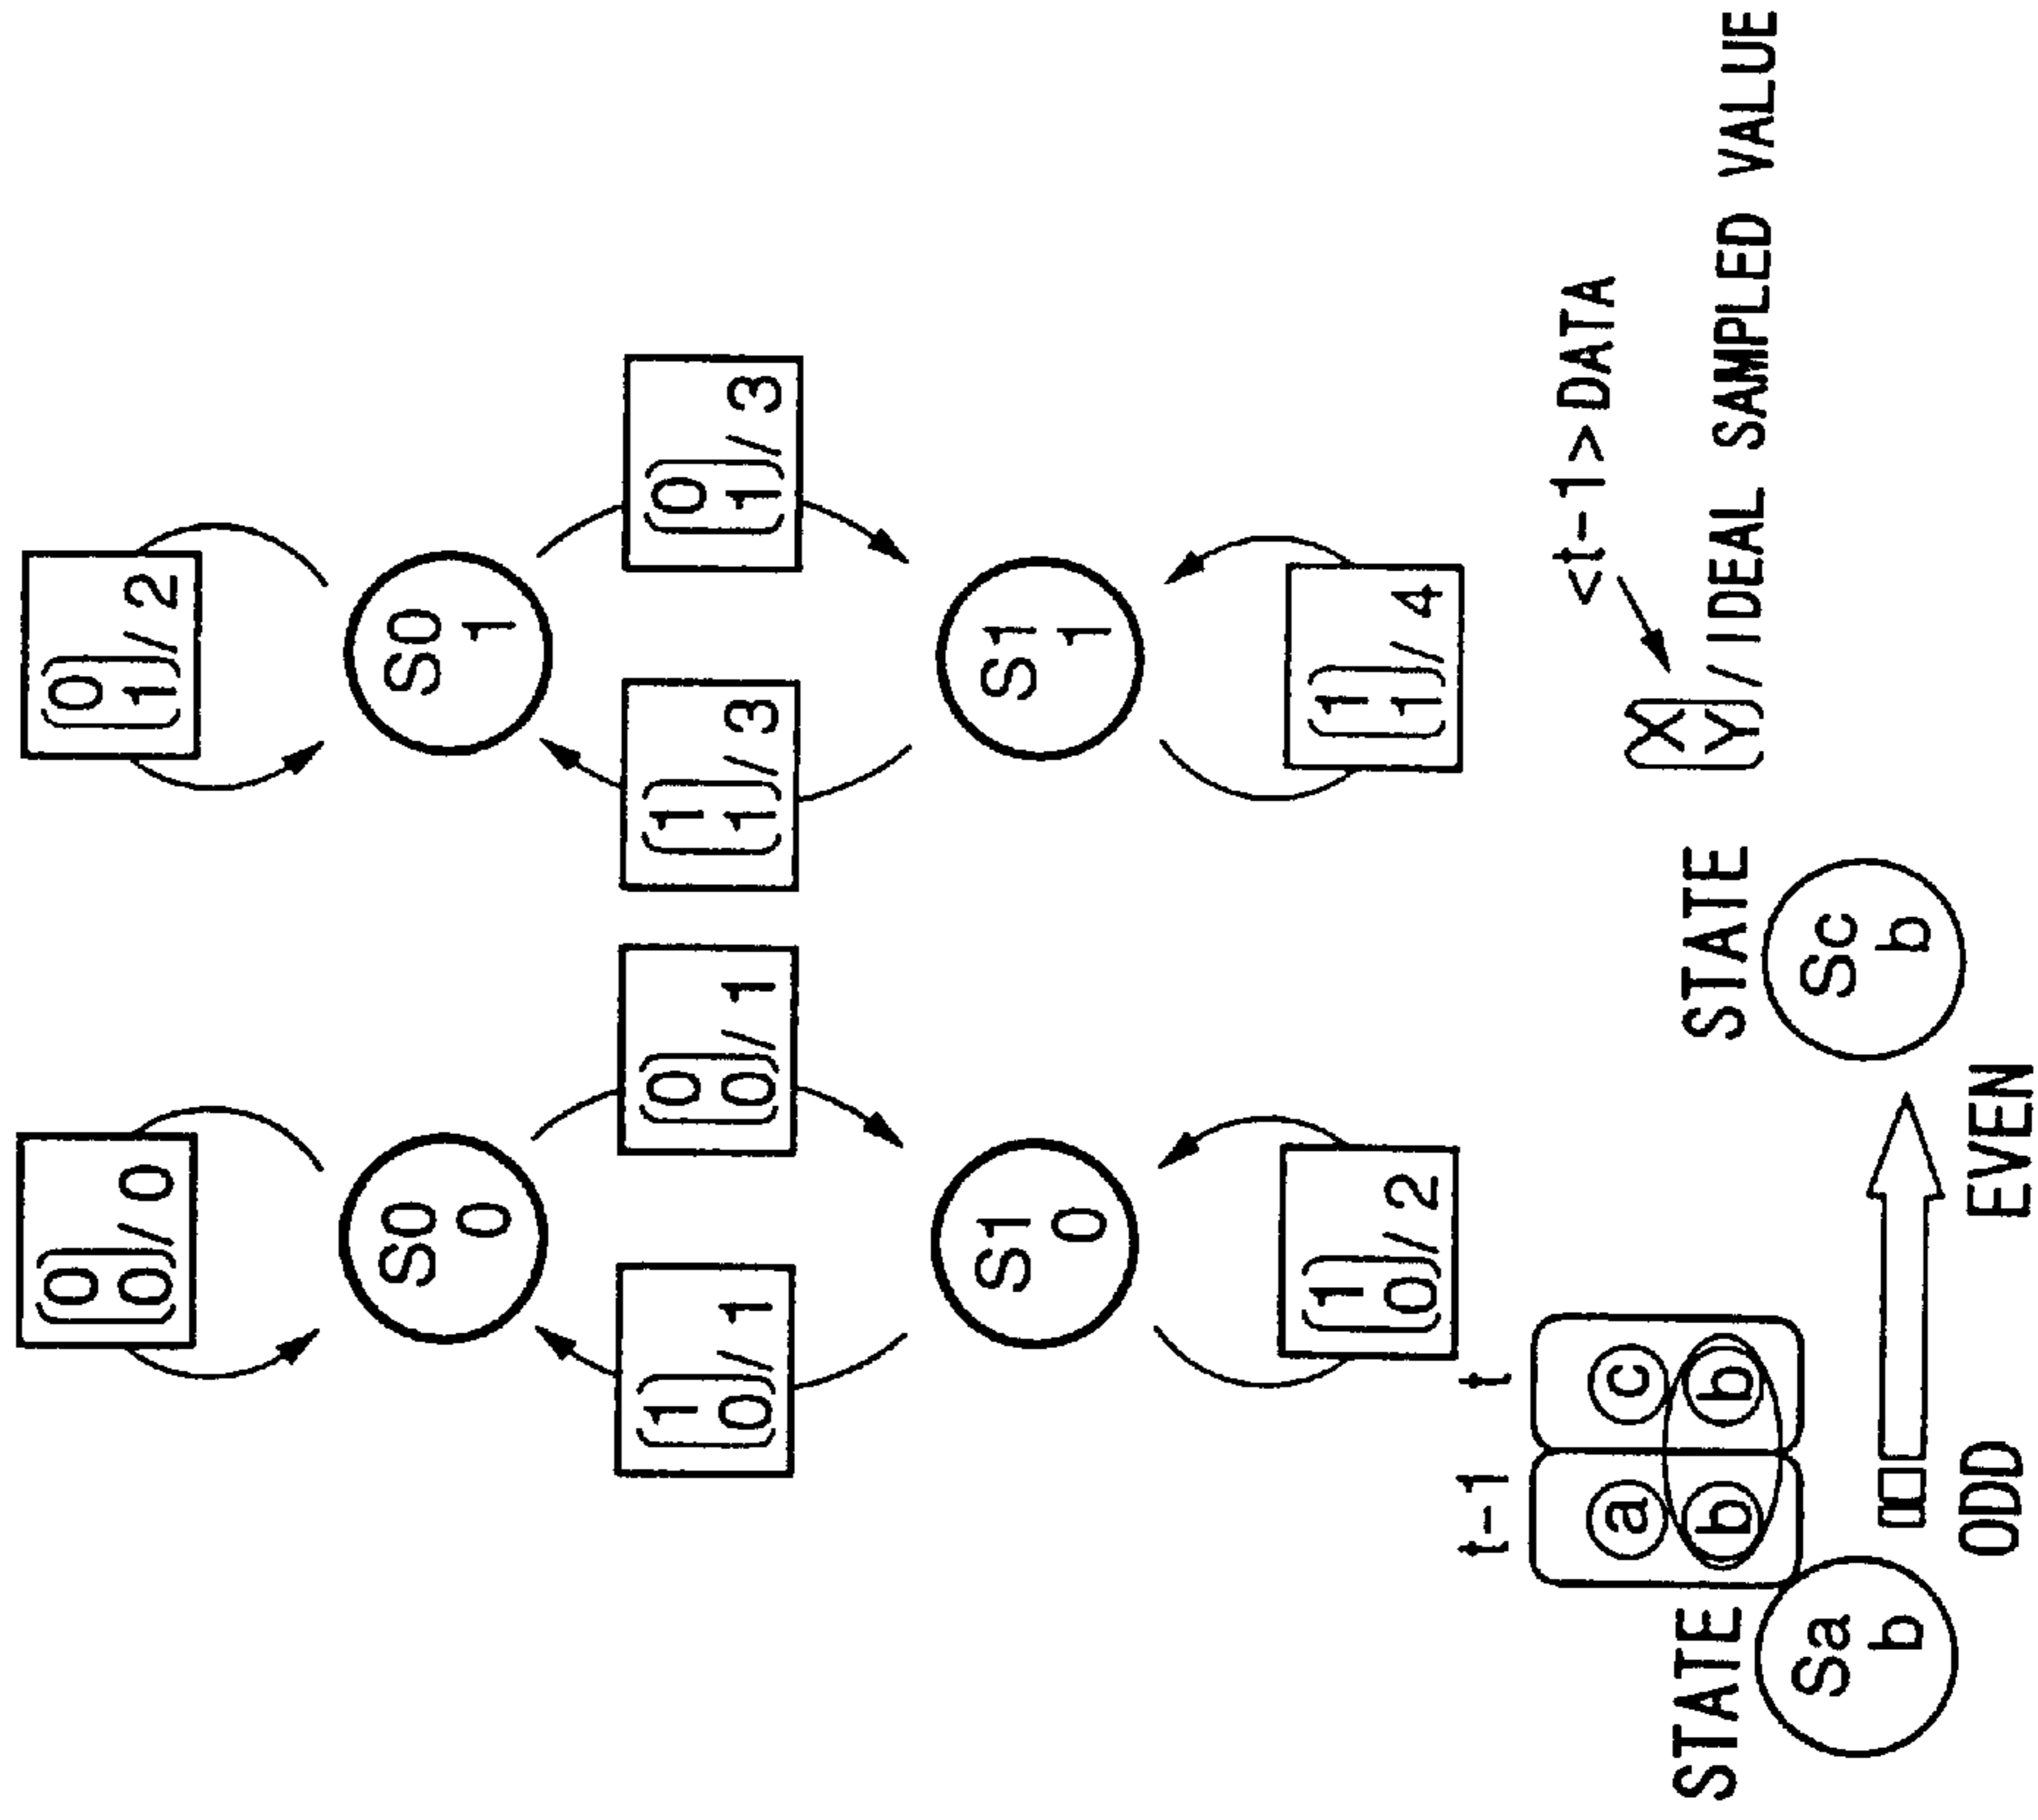 0
0//0
0
1//2
S0
0
S0
1
1
0//1
0
0//1
1
1//3
0
1//3
S1
0
S1
1
1
0//2
1
1//4
t-1 t
<t-1>DATA
a c
b b
X
Y//IDEAL SAMPLED VALUE
STATE
Sa
b
STATE
Sc
b
ODD
EVEN